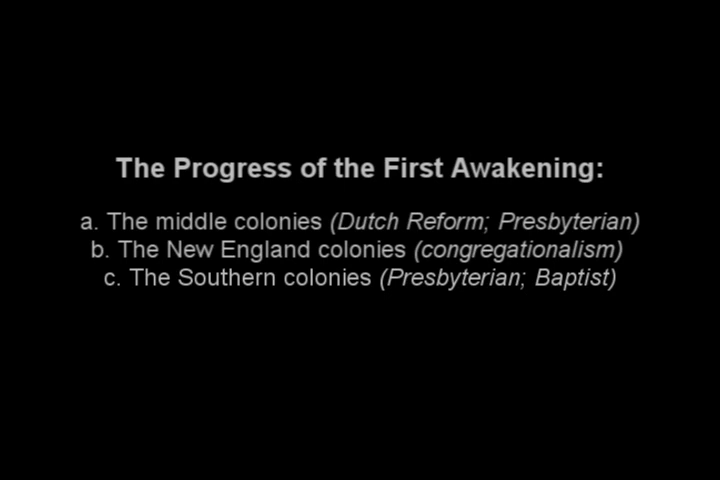 The Progress of the First Awakening:
a. The middle colonies (Dutch Reform; Presbyterian)
b. The New England colonies (congregationalism)
c. The Southern colonies (Presbyterian; Baptist)